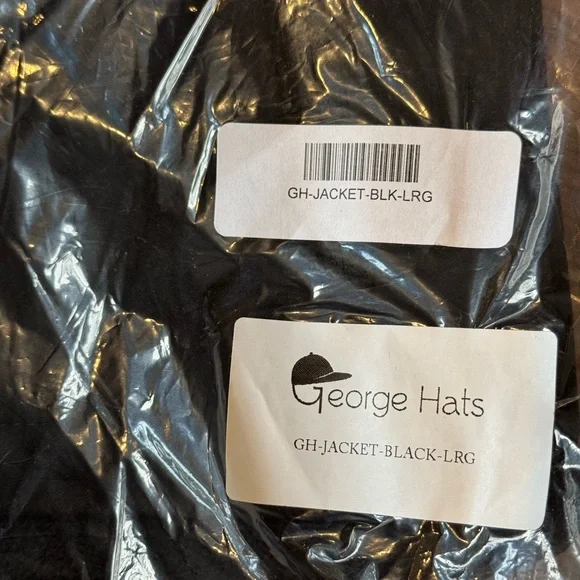 GH-JACKET-BLK-LRG
George Hats
GH-JACKET-BLACK-LRG